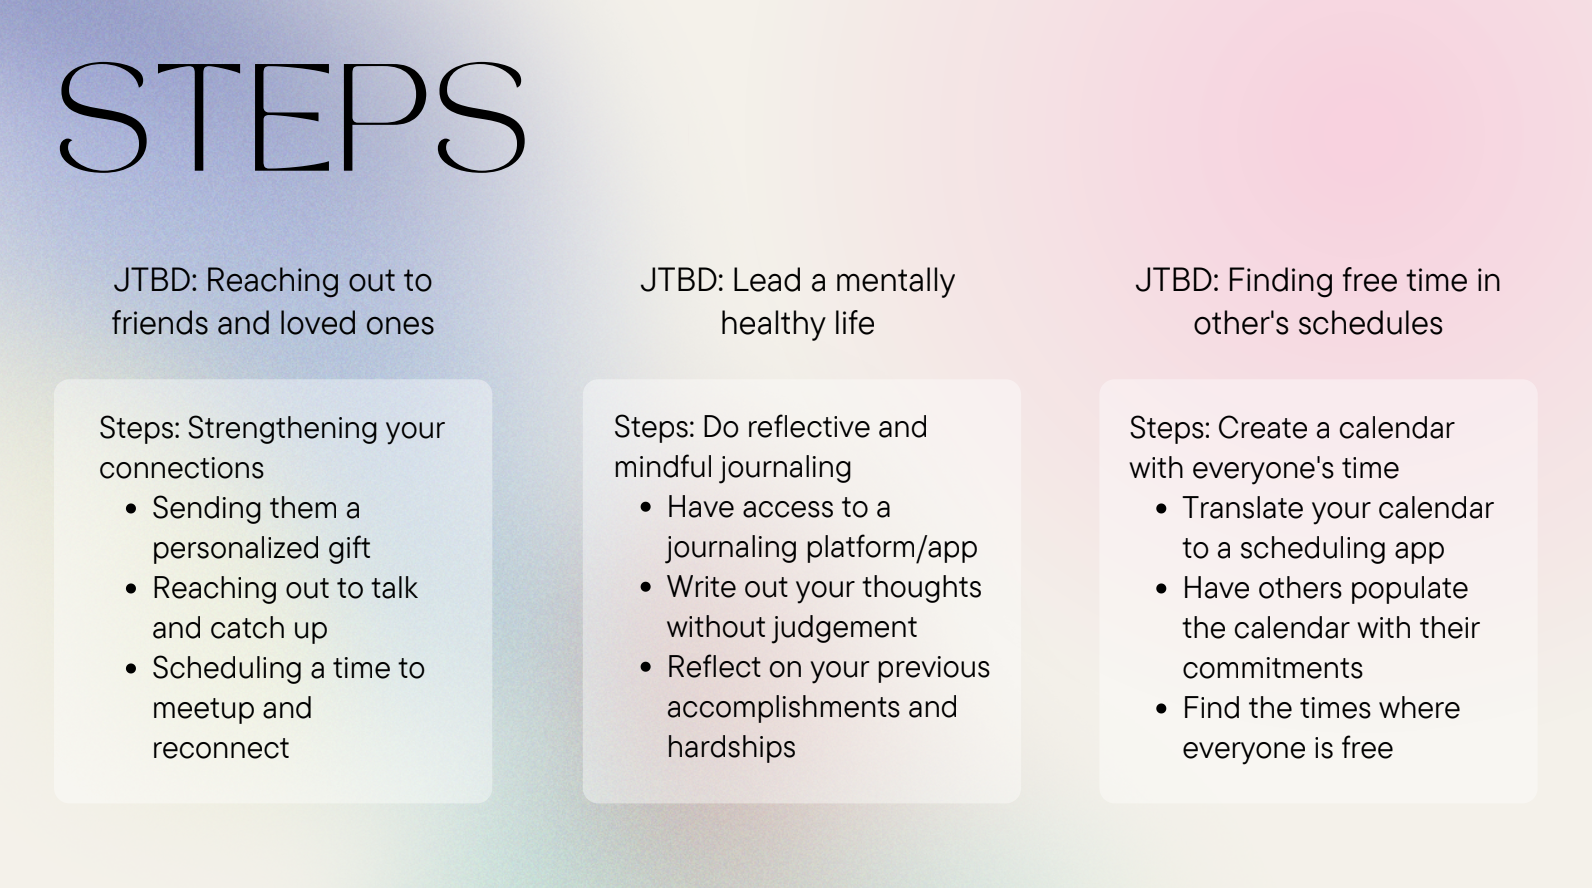 STEPS
JTBD: Reaching out to
friends and loved ones
Steps: Strengthening your
connections
• Sending them a
personalized gift
• Reaching out to talk
and catch up
• Scheduling a time to
meetup and
reconnect
JTBD: Lead a mentally
healthy life
Steps: Do reflective and
mindful journaling
• Have access to a
journaling platform/app
• Write out your thoughts
without judgement
• Reflect on your previous
accomplishments and
hardships
JTBD: Finding free time in
other's schedules
Steps: Create a calendar
with everyone's time
• Translate your calendar
to a scheduling app
• Have others populate
the calendar with their
commitments
• Find the times where
everyone is free